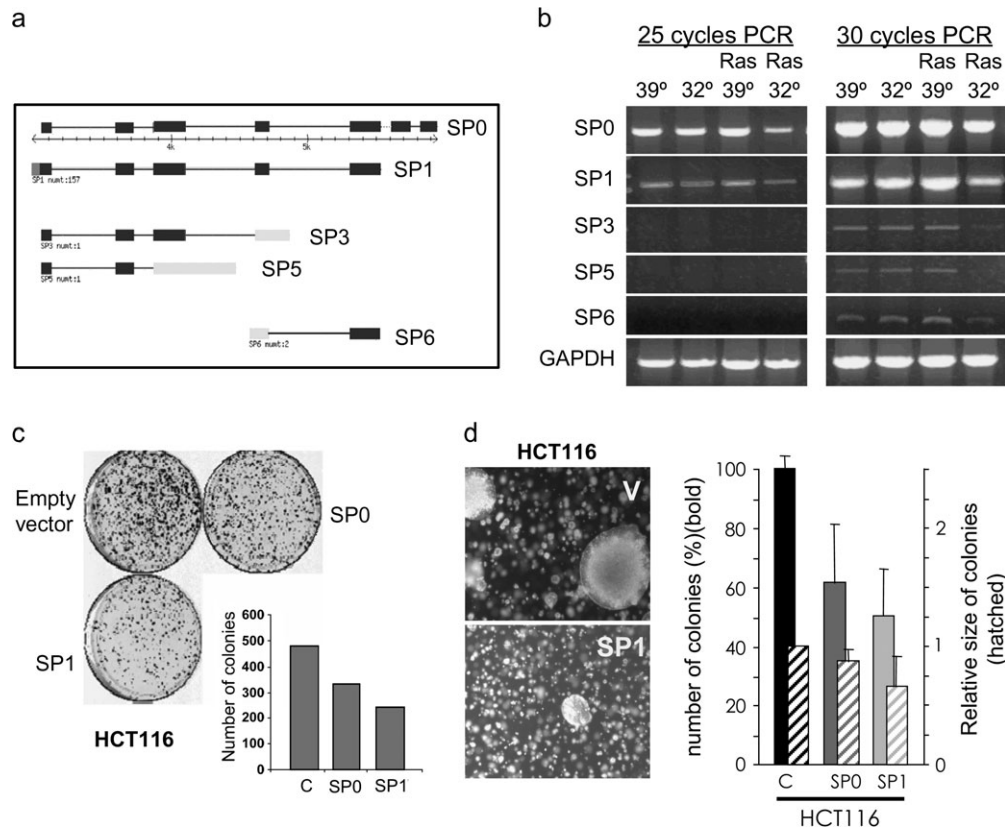 a
SP0
4k 5k
SP1
SP1 numt:157
SP3
SP3 numt:1
SP5
SP5 numt:1
SP6
SP6 numt:2
b
25 cycles PCR 30 cycles PCR
Ras Ras Ras Ras
39º 32º 39º 32º 39º 32º 39º 32º
SP0
SP1
SP3
SP5
SP6
GAPDH
c
Empty
vector
SP0
SP1
HCT116
Number of colonies
600
500
400
300
200
100
0
C SP0 SP1
d
HCT116
V
SP1
number of colonies (%)(bold)
100
80
60
40
20
0
2
1
0
Relative size of colonies
(hatched)
C SP0 SP1
HCT116